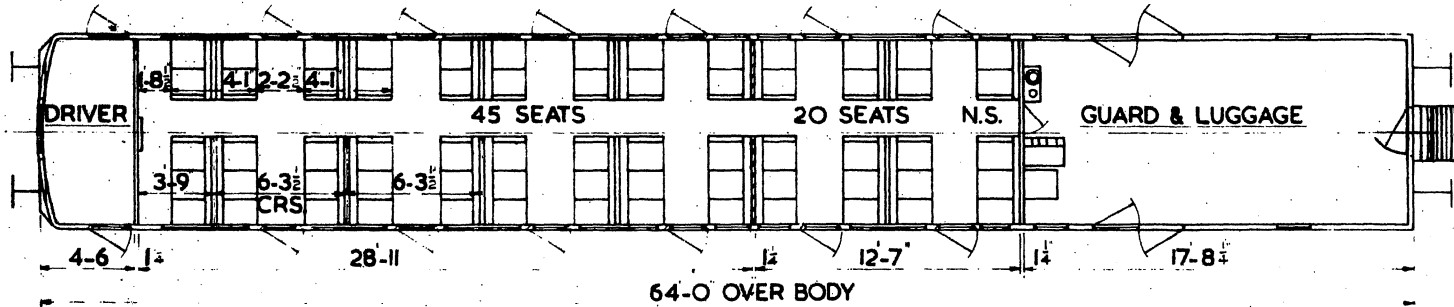 1-8½ 4-1 2-2½ 4-1
DRIVER 45 SEATS 20 SEATS N.S. GUARD & LUGGAGE
3-9 6-3½ 6-3½
CRS.
4-6 1¼ 28'-11 1¼ 12'-7" 1¼ 17'-8¼
64'-0" OVER BODY